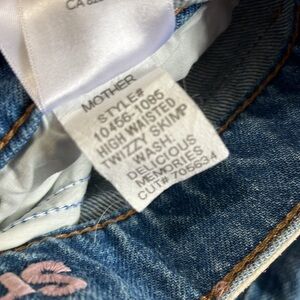 MOTHER
STYLE#
10456-1095
HIGH WAISTED
TWIZZY SKIMP
WASH:
DELICIOUS
MEMORIES
CUT# 705634